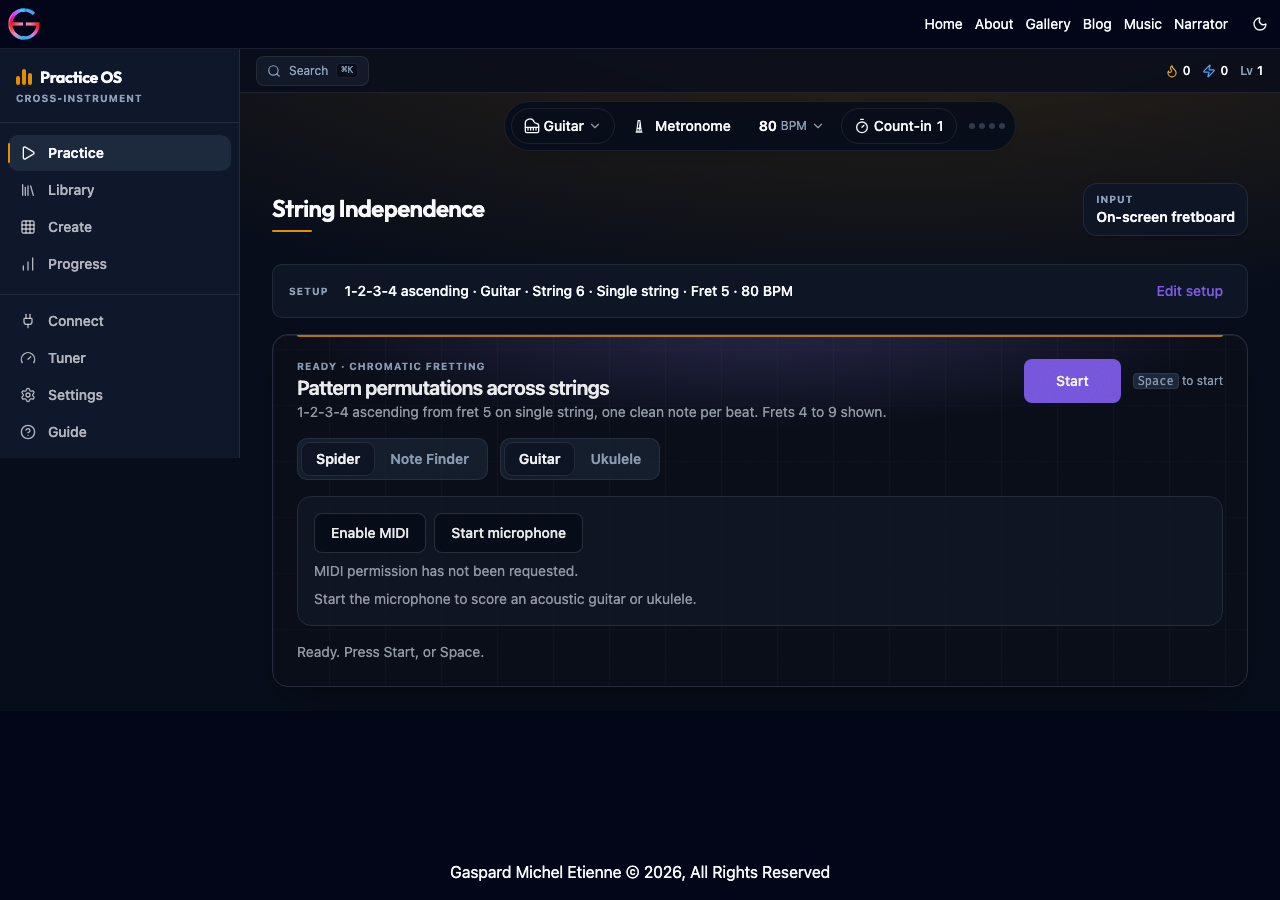 Home About Gallery Blog Music Narrator
Practice OS
CROSS-INSTRUMENT
Search ⌘K
0 0 Lv 1
Guitar Metronome 80 BPM Count-in 1
Practice
Library
Create
Progress
Connect
Tuner
Settings
Guide
String Independence
INPUT
On-screen fretboard
SETUP 1-2-3-4 ascending · Guitar · String 6 · Single string · Fret 5 · 80 BPM Edit setup
READY · CHROMATIC FRETTING
Pattern permutations across strings
1-2-3-4 ascending from fret 5 on single string, one clean note per beat. Frets 4 to 9 shown.
Start Space to start
Spider Note Finder Guitar Ukulele
Enable MIDI Start microphone
MIDI permission has not been requested.
Start the microphone to score an acoustic guitar or ukulele.
Ready. Press Start, or Space.
Gaspard Michel Etienne © 2026, All Rights Reserved